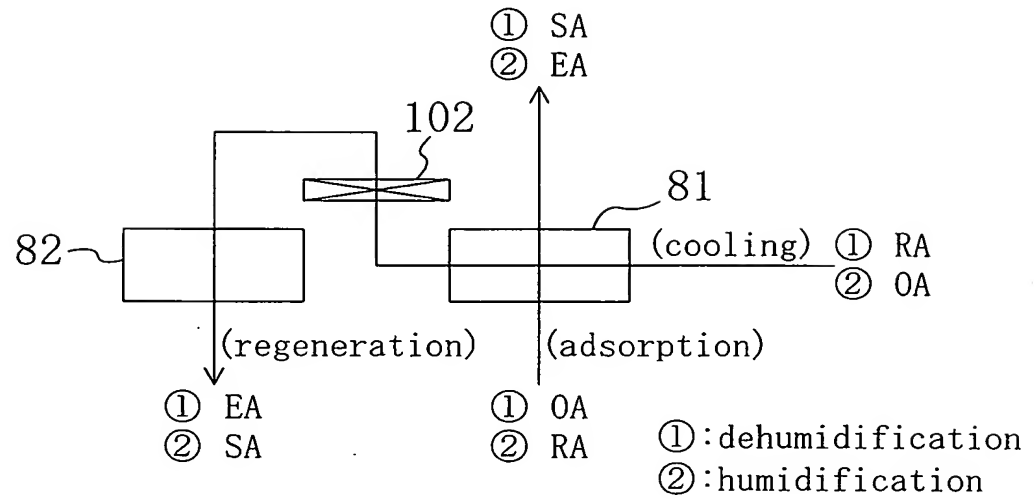 ① SA
② EA
102
81
82
(cooling)
① RA
② OA
(regeneration)
(adsorption)
① EA
② SA
① OA
② RA
①:dehumidification
②:humidification